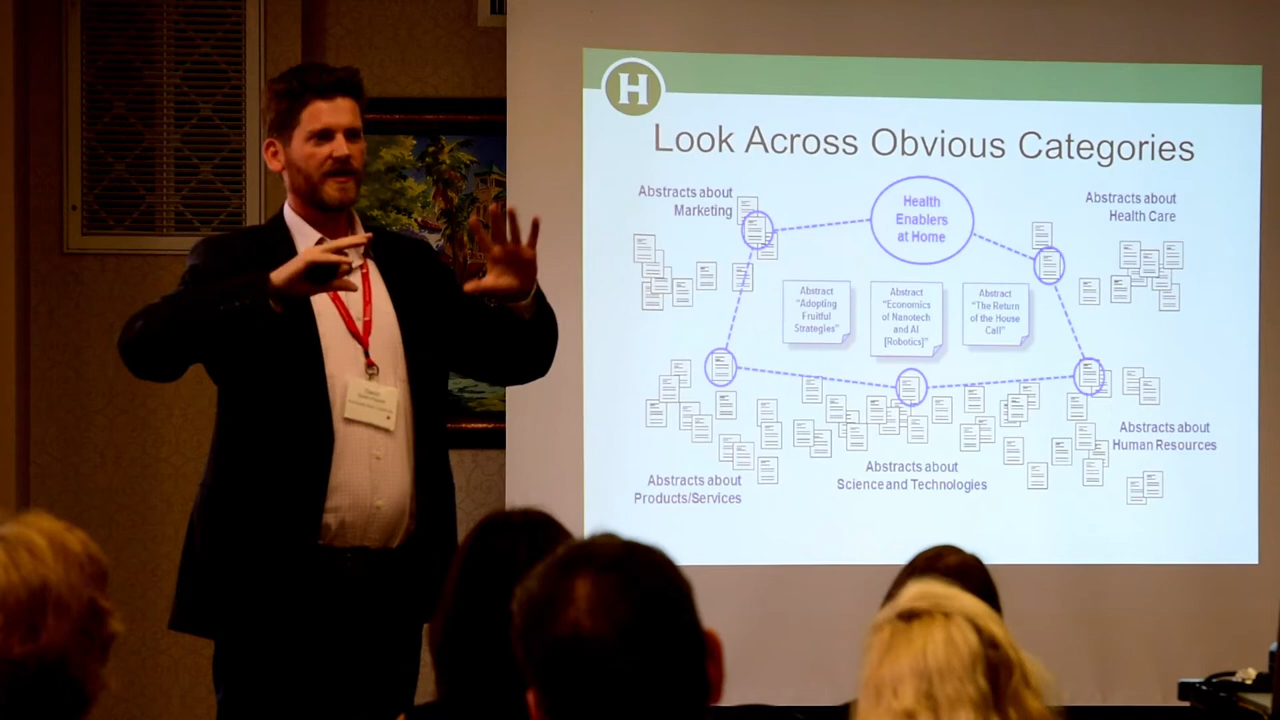 H
Look Across Obvious Categories
Abstracts about
Marketing
Health
Enablers
at Home
Abstracts about
Health Care
Abstract
"Adopting
Fruitful
Strategies"
Abstract
"Economics
of Nanotech
and AI
[Robotics]"
Abstract
"The Return
of the House
Call"
Abstracts about
Products/Services
Abstracts about
Science and Technologies
Abstracts about
Human Resources